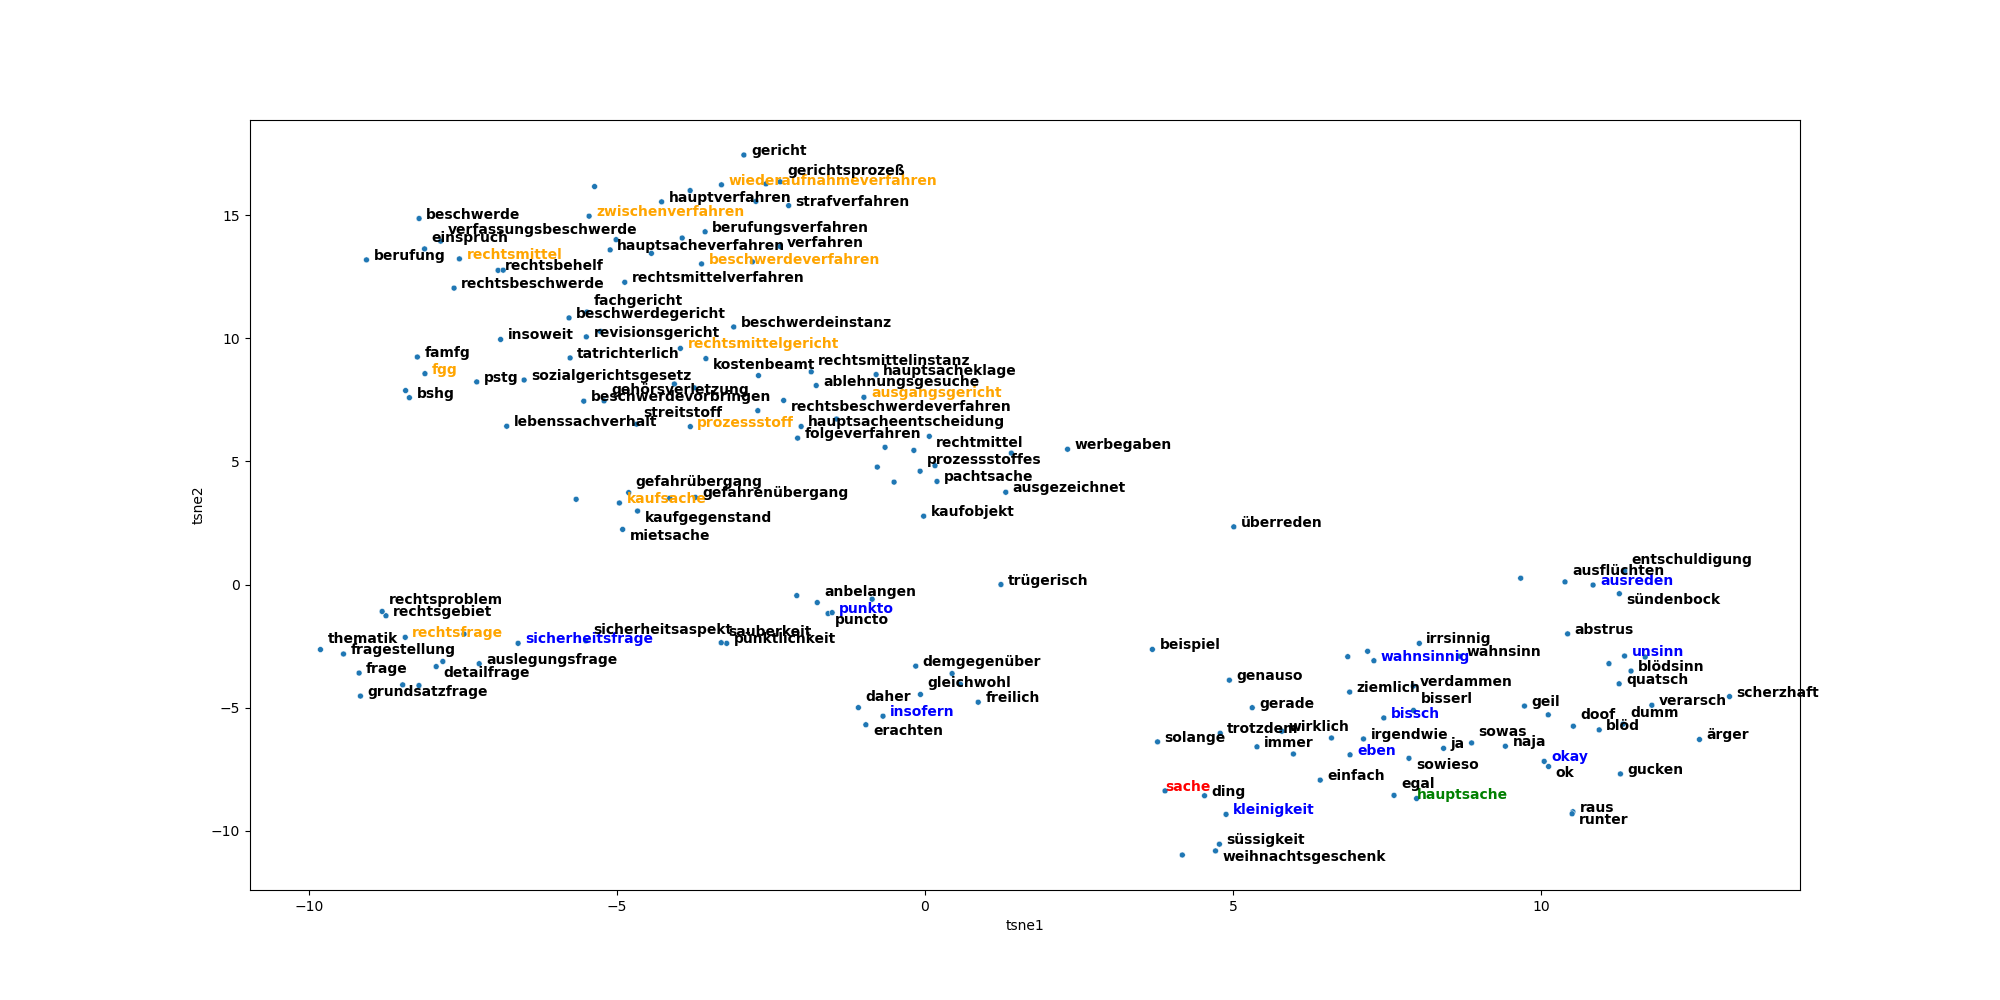 gericht
gerichtsprozeß
wiederaufnahmeverfahren
hauptverfahren
strafverfahren
zwischenverfahren
beschwerde
verfassungsbeschwerde
berufungsverfahren
einspruch
verfahren
hauptsacheverfahren
rechtsmittel
berufung
beschwerdeverfahren
rechtsbehelf
rechtsmittelverfahren
rechtsbeschwerde
fachgericht
beschwerdegericht
beschwerdeinstanz
revisionsgericht
insoweit
rechtsmittelgericht
tatrichterlich
famfg
rechtsmittelinstanz
kostenbeamt
hauptsacheklage
fgg
sozialgerichtsgesetz
pstg
ablehnungsgesuche
gehörsverletzung
bshg
ausgangsgericht
beschwerdevorbringen
rechtsbeschwerdeverfahren
streitstoff
lebenssachverhalt
prozessstoff
hauptsacheentscheidung
folgeverfahren
rechtmittel
werbegaben
prozessstoffes
pachtsache
gefahrübergang
ausgezeichnet
gefahrenübergang
kaufsache
kaufgegenstand
kaufobjekt
mietsache
überreden
entschuldigung
ausflüchten
ausreden
trügerisch
anbelangen
rechtsproblem
sündenbock
punkto
rechtsgebiet
puncto
sicherheitsaspekt
sauberkeit
abstrus
rechtsfrage
thematik
sicherheitsfrage
punktlichkeit
irrsinnig
fragestellung
beispiel
wahnsinnig
wahnsinn
unsinn
auslegungsfrage
demgegenüber
blödsinn
frage
detailfrage
genauso
quatsch
gleichwohl
verdammen
ziemlich
grundsatzfrage
scherzhaft
daher
freilich
gerade
bisserl
geil
verarsch
insofern
bissch
doof
dumm
erachten
trotzdem
wirklich
blöd
solange
immer
irgendwie
ja
sowas
naja
ärger
eben
sowieso
okay
ok
gucken
einfach
egal
sache
ding
hauptsache
kleinigkeit
raus
runter
süssigkeit
weihnachtsgeschenk
15
10
5
0
−5
−10
tsne2
−10
−5
0
5
10
tsne1